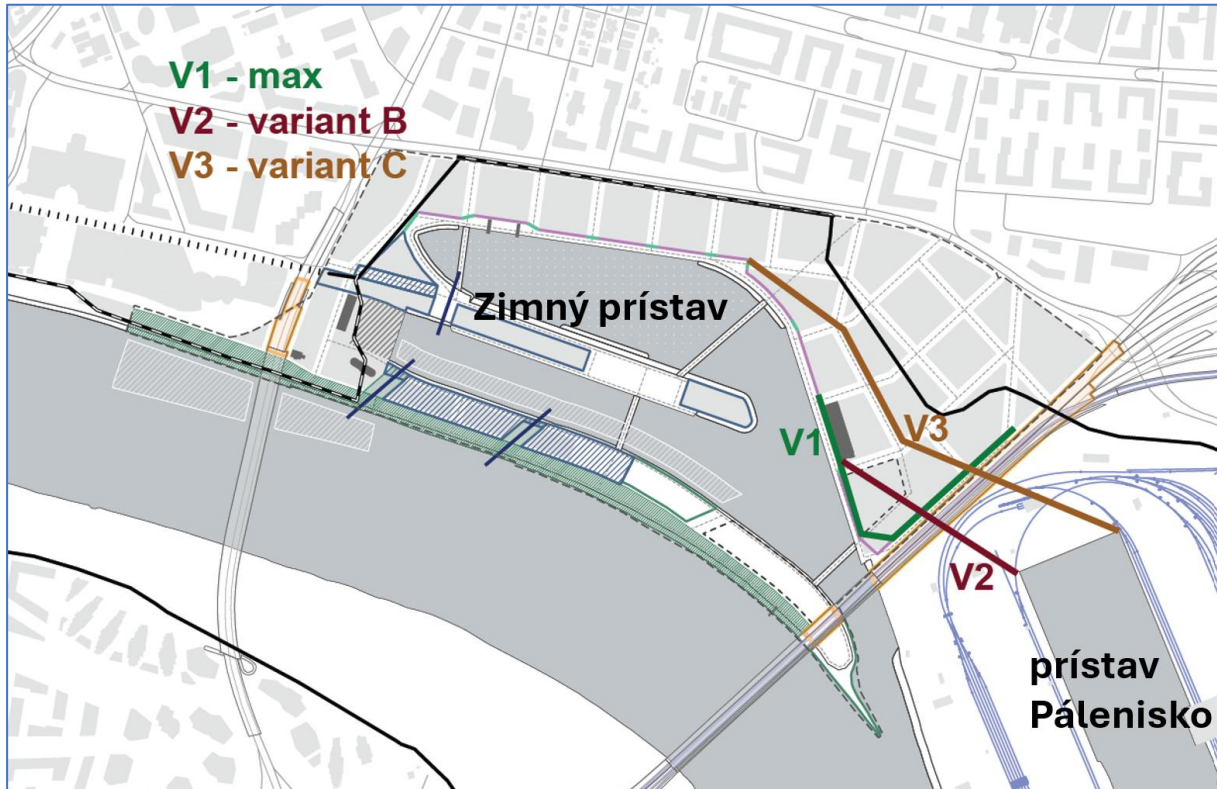 V1 - max
V2 - variant B
V3 - variant C
Zimný prístav
V1
V3
V2
prístav
Pálenisko